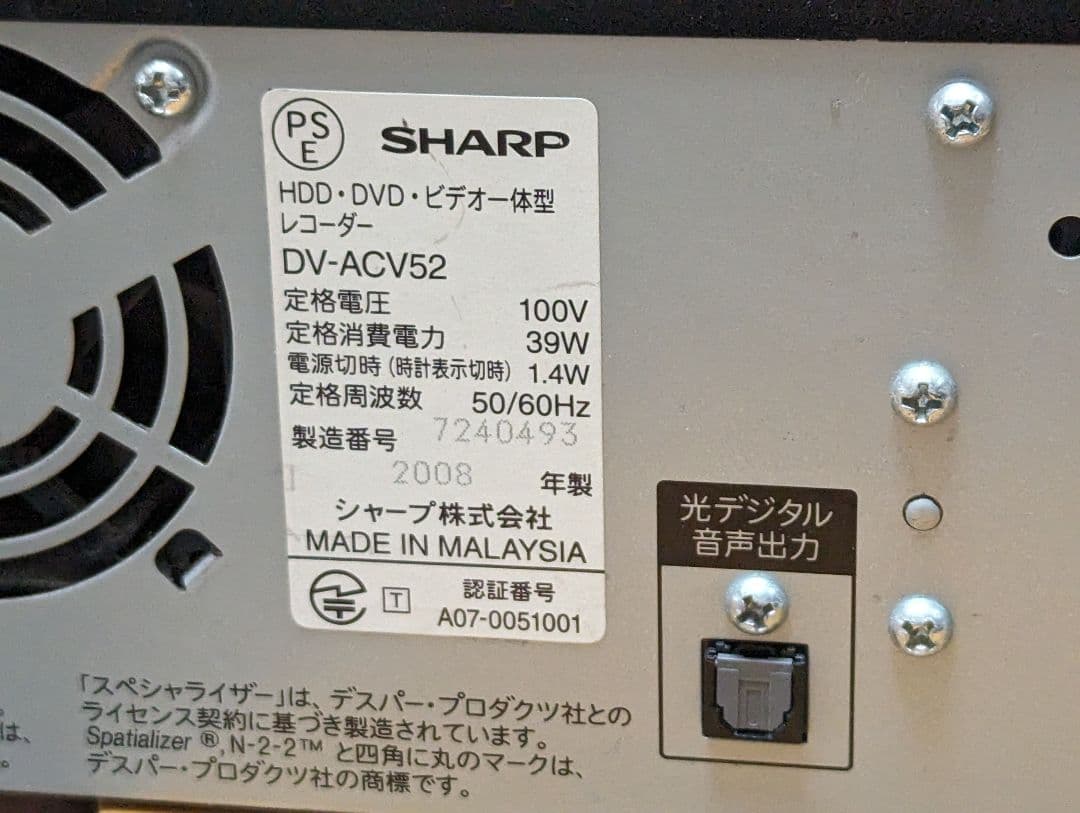 PS
E
SHARP
HDD・DVD・ビデオ一体型
レコーダー
DV-ACV52
定格電圧 100V
定格消費電力 39W
電源切時(時計表示切時) 1.4W
定格周波数 50/60Hz
製造番号 7240493
2008 年製
シャープ株式会社
MADE IN MALAYSIA
T 認証番号
A07-0051001
光デジタル
音声出力
「スペシャライザー」は、デスパー・プロダクツ社との
ライセンス契約に基づき製造されています。
Spatializer ®,N-2-2™ と四角に丸のマークは、
デスパー・プロダクツ社の商標です。
。
は、
。